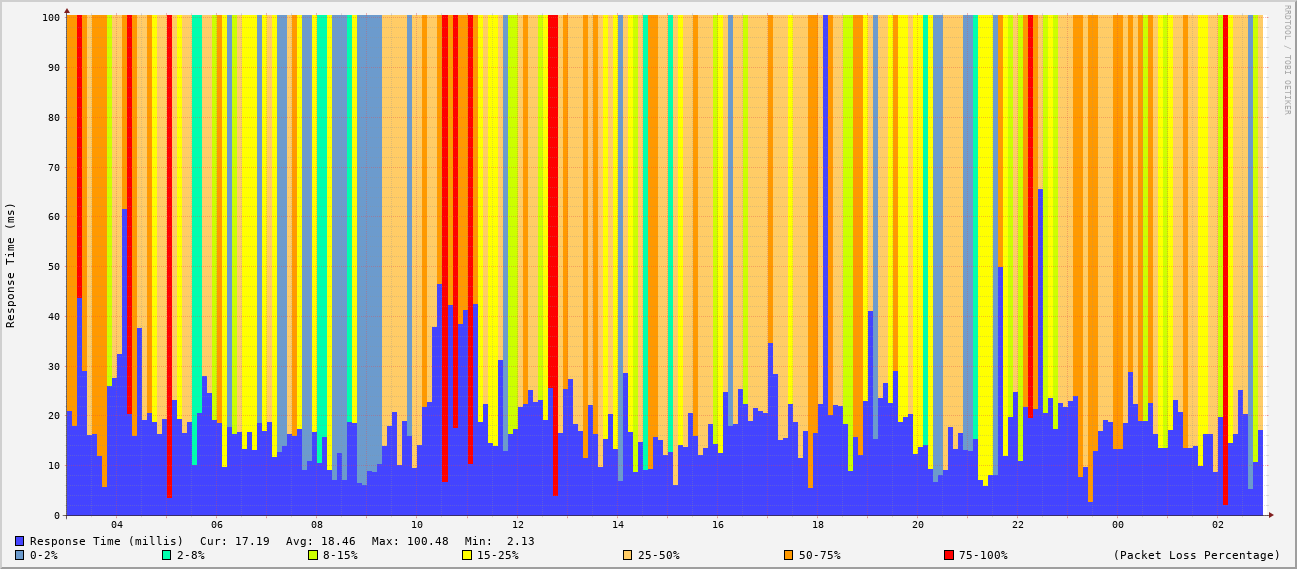 RRDTOOL / TOBI OETIKER
Response Time (ms)
100
90
80
70
60
50
40
30
20
10
0
04 06 08 10 12 14 16 18 20 22 00 02
Response Time (millis) Cur: 17.19 Avg: 18.46 Max: 100.48 Min: 2.13
0-2% 2-8% 8-15% 15-25% 25-50% 50-75% 75-100% (Packet Loss Percentage)